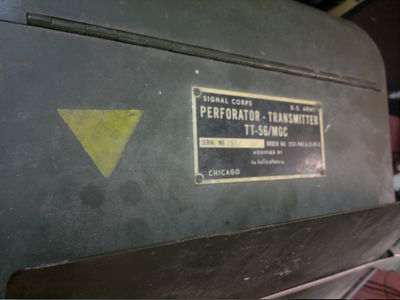 SIGNAL CORPS U.S. ARMY
PERFORATOR - TRANSMITTER
TT-56/MGC
SERIAL NO. ORDER NO.
MODIFIED BY
CHICAGO